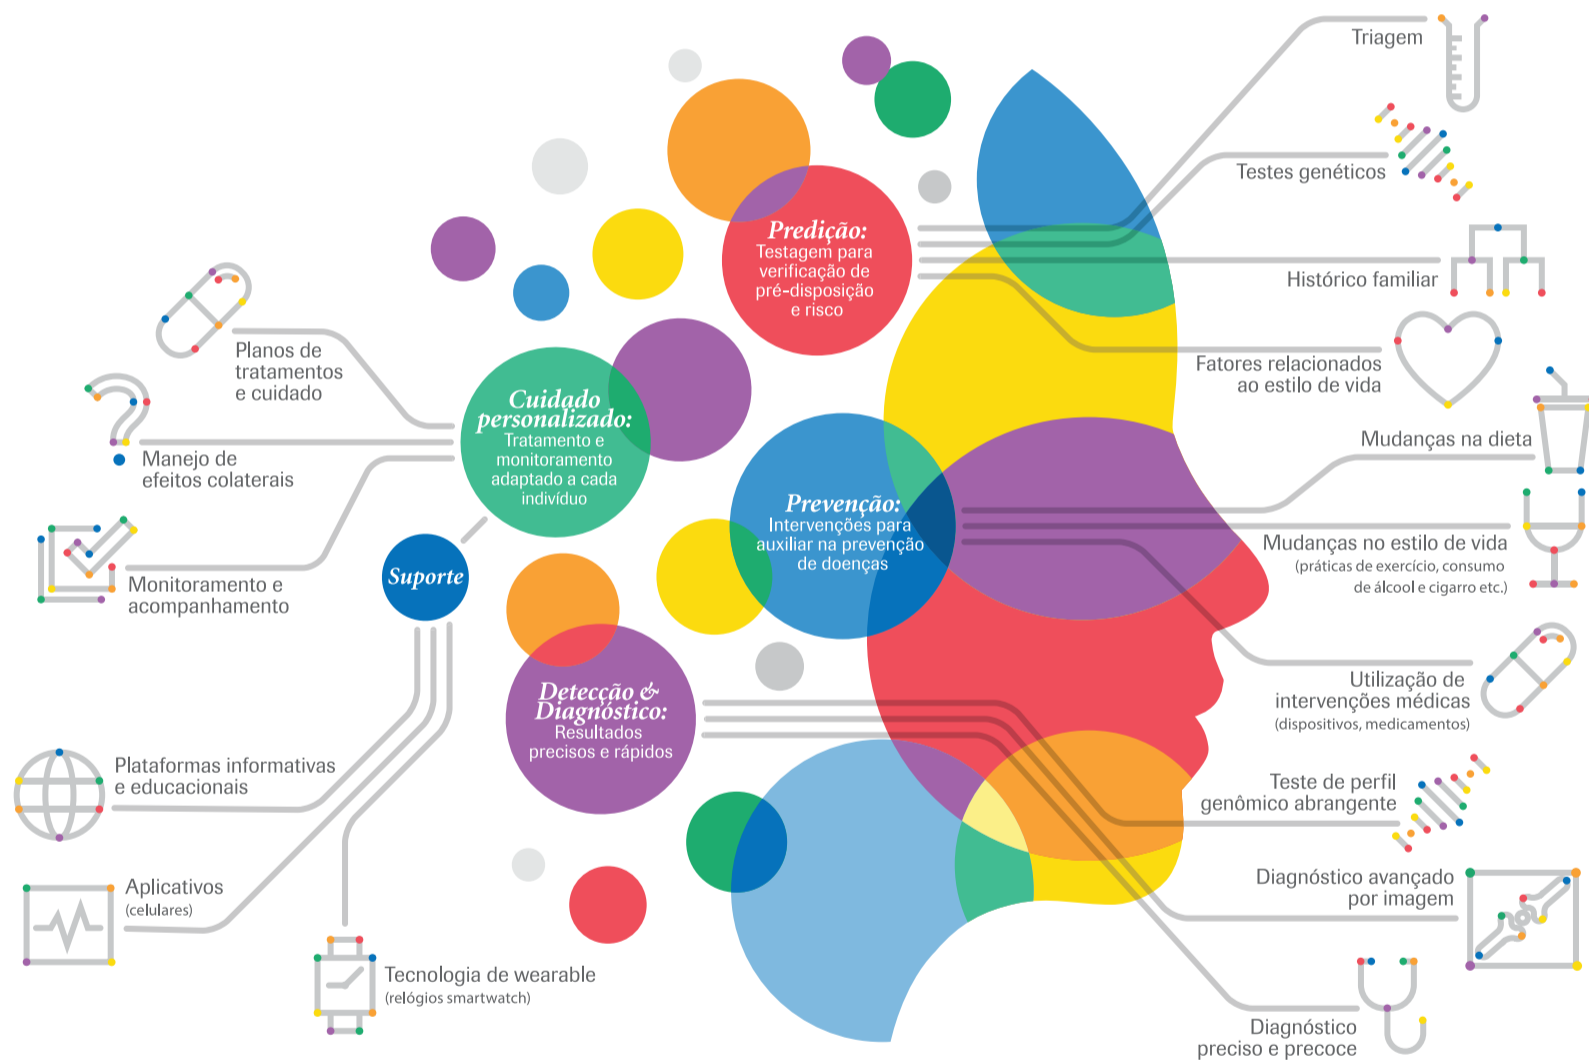 Triagem
Testes genéticos
Histórico familiar
Fatores relacionados
ao estilo de vida
Predição:
Testagem para
verificação de
pré-disposição
e risco
Planos de
tratamentos
e cuidado
Manejo de
efeitos colaterais
Monitoramento e
acompanhamento
Cuidado
personalizado:
Tratamento e
monitoramento
adaptado a cada
indivíduo
Prevenção:
Intervenções para
auxiliar na prevenção
de doenças
Mudanças na dieta
Mudanças no estilo de vida
(práticas de exercício, consumo
de álcool e cigarro etc.)
Utilização de
intervenções médicas
(dispositivos, medicamentos)
Suporte
Detecção &
Diagnóstico:
Resultados
precisos e rápidos
Plataformas informativas
e educacionais
Aplicativos
(celulares)
Tecnologia de wearable
(relógios smartwatch)
Teste de perfil
genômico abrangente
Diagnóstico avançado
por imagem
Diagnóstico
preciso e precoce